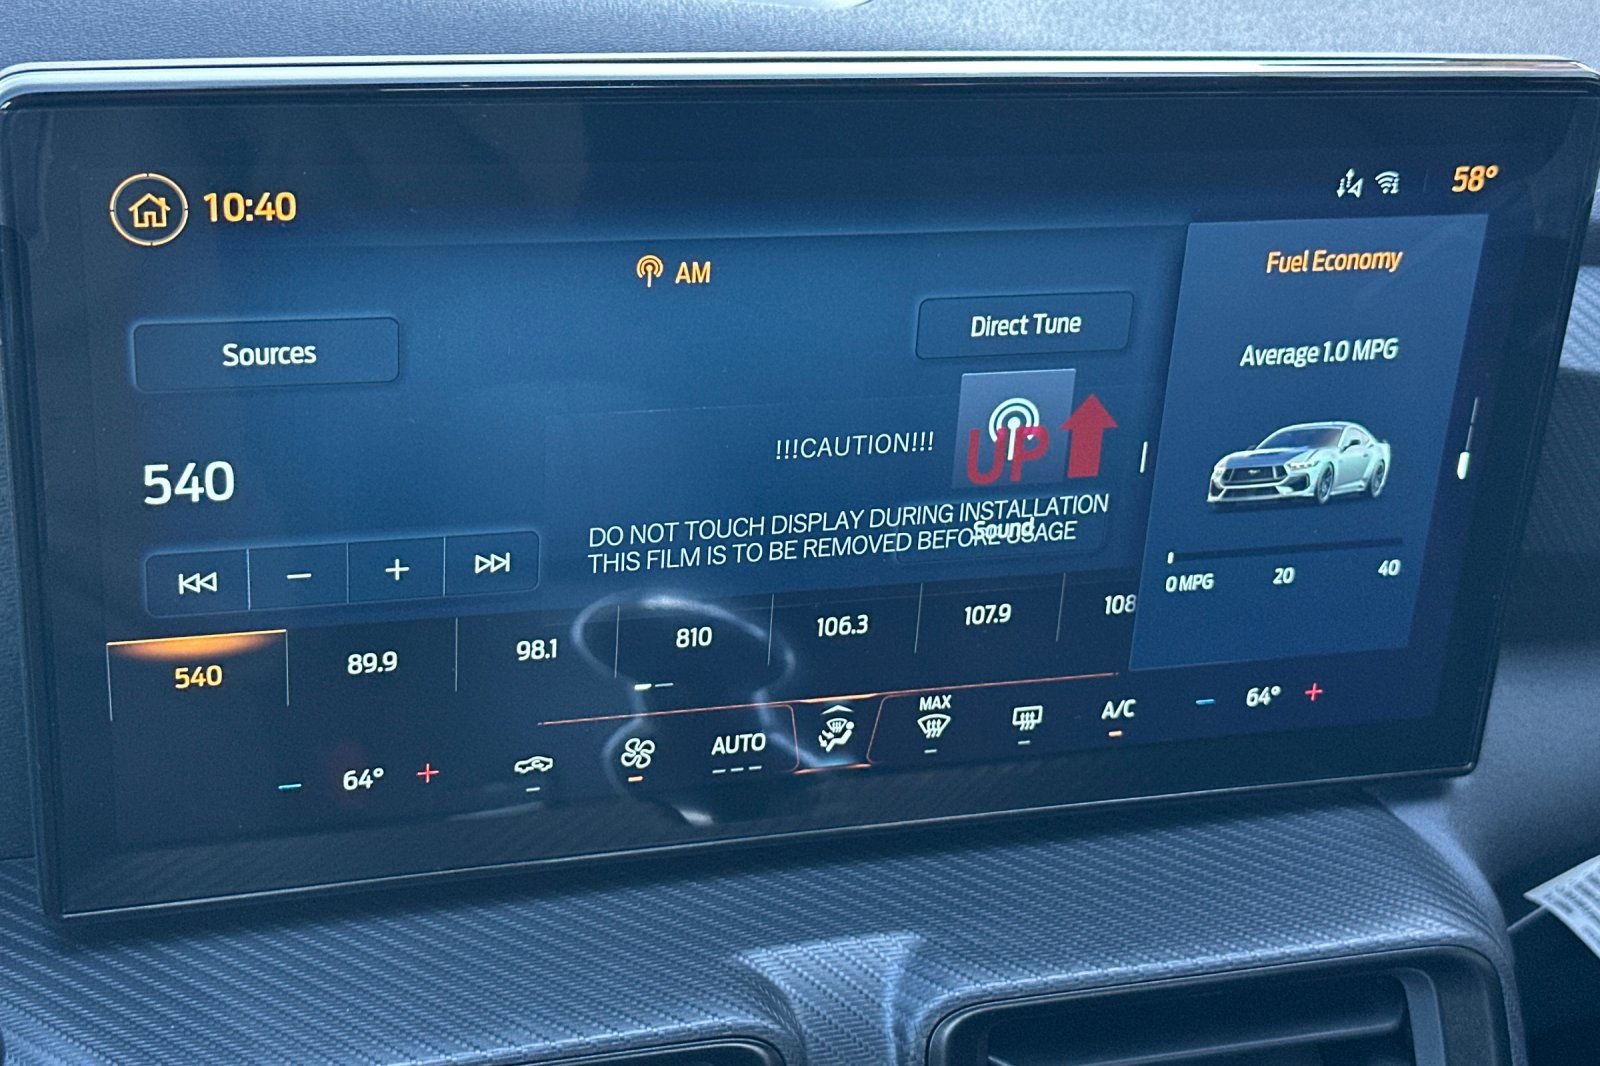 10:40
58°
AM
Fuel Economy
Sources
Direct Tune
Average 1.0 MPG
!!!CAUTION!!!
UP
540
DO NOT TOUCH DISPLAY DURING INSTALLATION
Sound
THIS FILM IS TO BE REMOVED BEFORE USAGE
0 MPG 20 40
540 89.9 98.1 810 106.3 107.9 108
− 64° + AUTO MAX A/C − 64° +